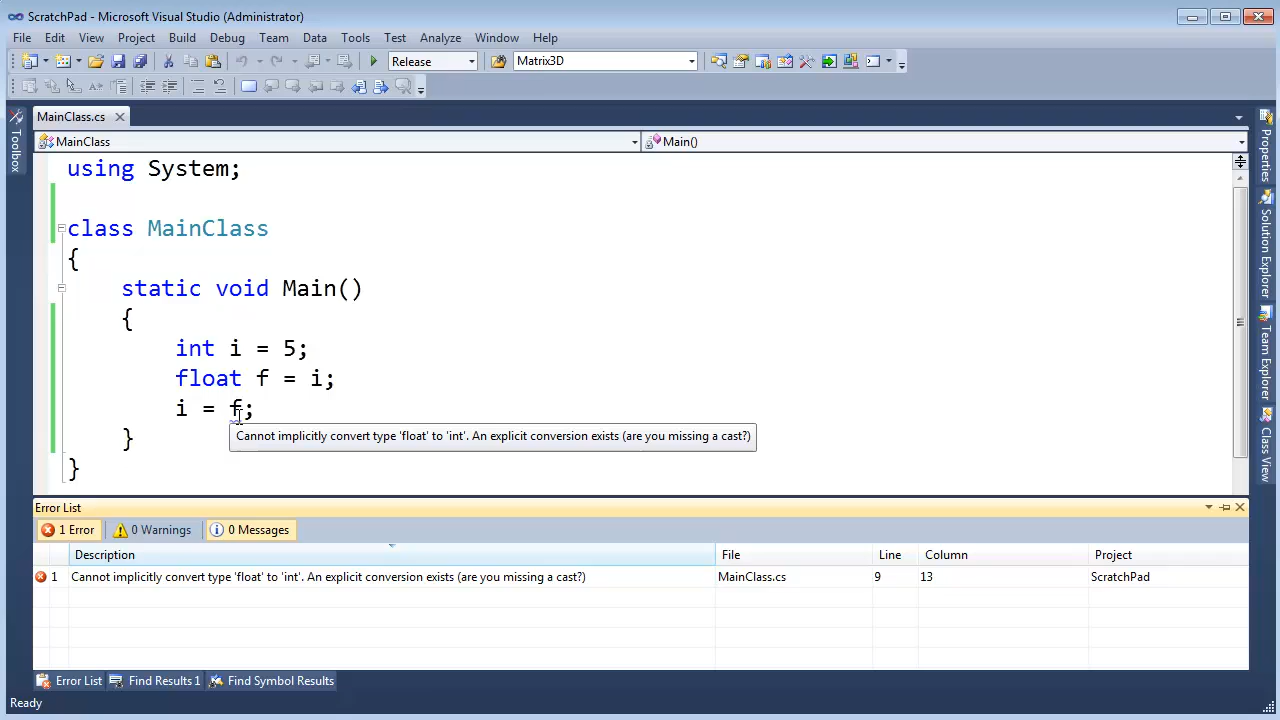 ScratchPad - Microsoft Visual Studio (Administrator)
File Edit View Project Build Debug Team Data Tools Test Analyze Window Help
Release Matrix3D
MainClass.cs
MainClass Main()
using System;
class MainClass
{
static void Main()
{
int i = 5;
float f = i;
i = f;
Cannot implicitly convert type 'float' to 'int'. An explicit conversion exists (are you missing a cast?)
}
}
Toolbox
Properties
Solution Explorer
Team Explorer
Class View
Error List
1 Error 0 Warnings 0 Messages
Description File Line Column Project
1 Cannot implicitly convert type 'float' to 'int'. An explicit conversion exists (are you missing a cast?) MainClass.cs 9 13 ScratchPad
Error List Find Results 1 Find Symbol Results
Ready